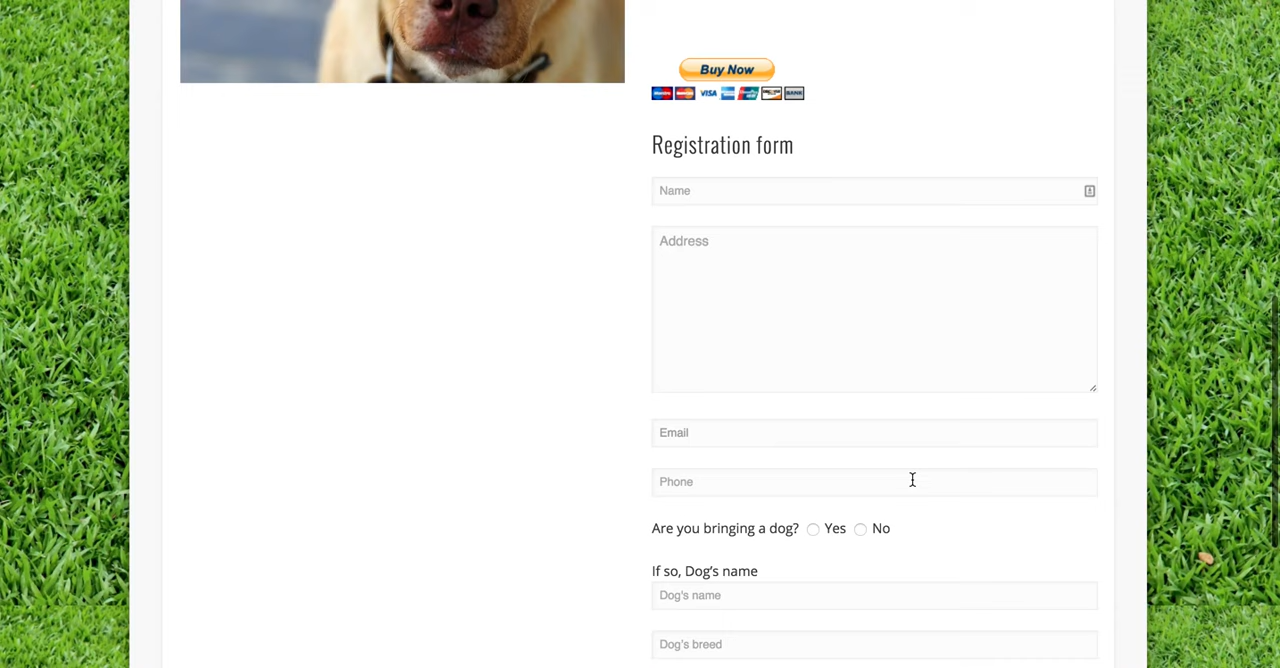 Buy Now
VISA
Registration form
Name
Address
Email
Phone
Are you bringing a dog? Yes No
If so, Dog's name
Dog's name
Dog's breed